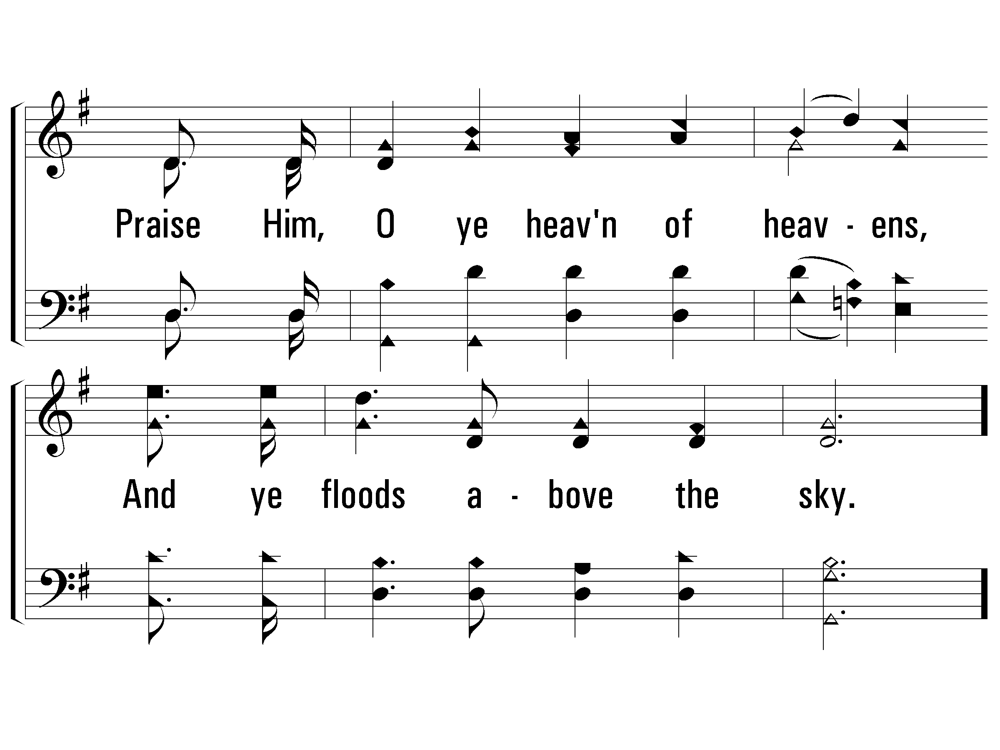 Praise Him, O ye heav'n of heav - ens,
And ye floods a - bove the sky.